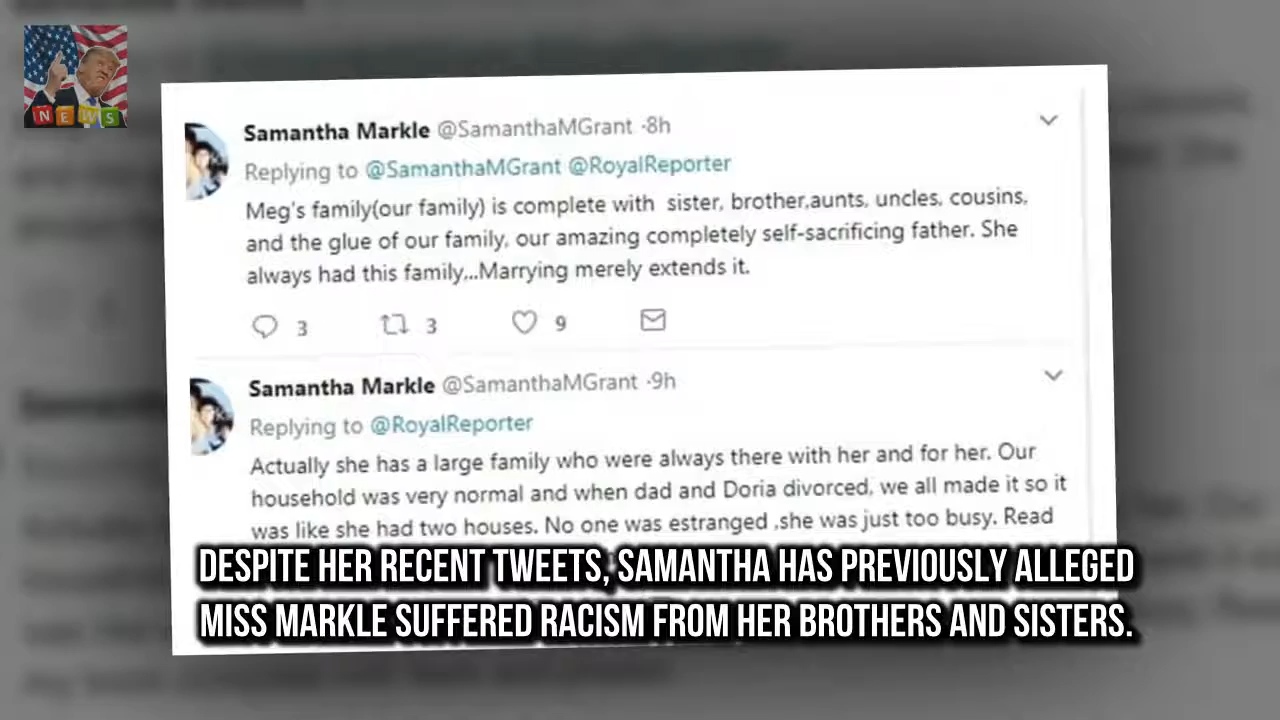 NEWS
Samantha Markle @SamanthaMGrant ·8h
Replying to @SamanthaMGrant @RoyalReporter
Meg's family(our family) is complete with sister, brother,aunts, uncles, cousins,
and the glue of our family, our amazing completely self-sacrificing father. She
always had this family...Marrying merely extends it.
3 3 9
Samantha Markle @SamanthaMGrant ·9h
Replying to @RoyalReporter
Actually she has a large family who were always there with her and for her. Our
household was very normal and when dad and Doria divorced, we all made it so it
was like she had two houses. No one was estranged ,she was just too busy. Read
DESPITE HER RECENT TWEETS, SAMANTHA HAS PREVIOUSLY ALLEGED
MISS MARKLE SUFFERED RACISM FROM HER BROTHERS AND SISTERS.